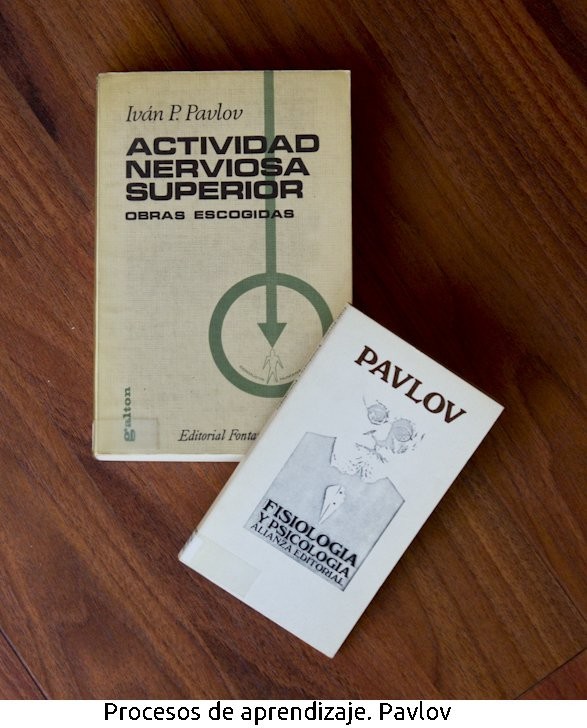 Iván P. Pavlov
ACTIVIDAD
NERVIOSA
SUPERIOR
OBRAS ESCOGIDAS
galton
Editorial Fonta
PAVLOV
FISIOLOGIA
Y PSICOLOGIA
ALIANZA EDITORIAL
Procesos de aprendizaje. Pavlov